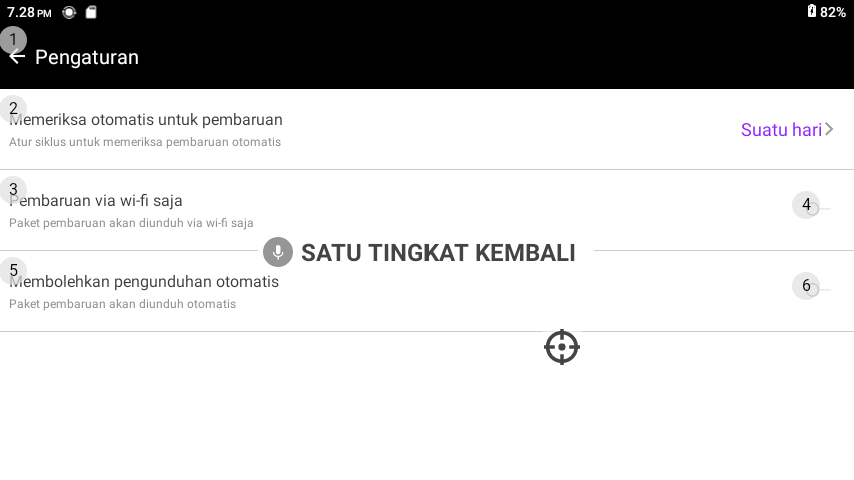 7.28 PM
82%
1
Pengaturan
2
Memeriksa otomatis untuk pembaruan
Atur siklus untuk memeriksa pembaruan otomatis
Suatu hari
3
Pembaruan via wi-fi saja
Paket pembaruan akan diunduh via wi-fi saja
4
SATU TINGKAT KEMBALI
5
Membolehkan pengunduhan otomatis
Paket pembaruan akan diunduh otomatis
6